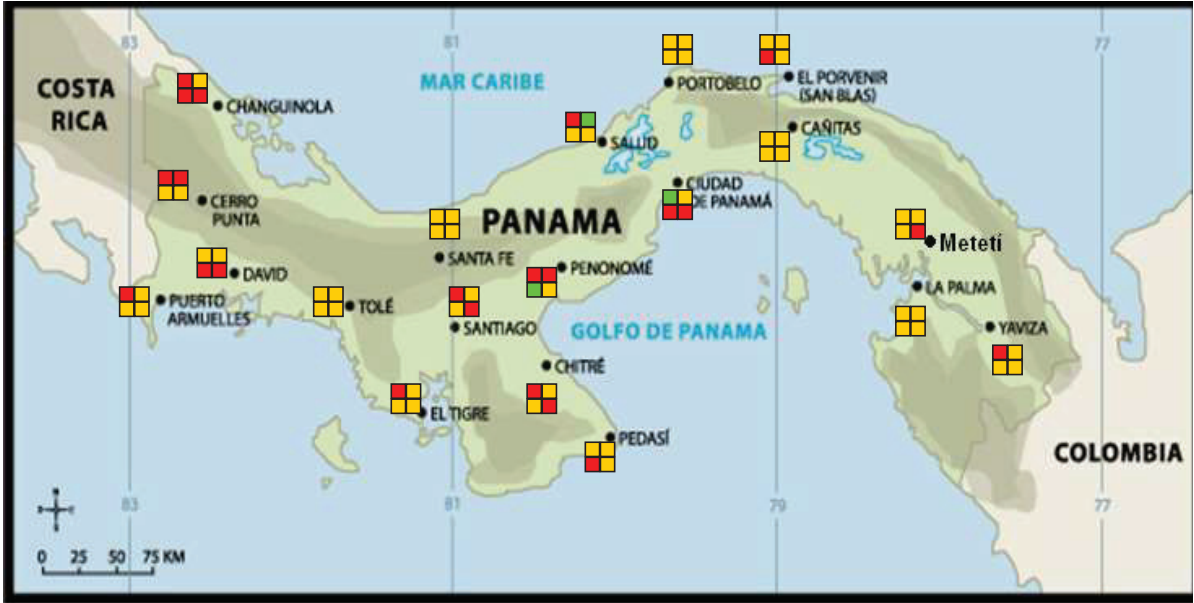 83
81
77
COSTA
RICA
MAR CARIBE
PORTOBELO
EL PORVENIR
(SAN BLAS)
CHANGUINOLA
SALUD
CAÑITAS
CERRO
PUNTA
CIUDAD
DE PANAMÁ
PANAMA
Metetí
SANTA FE
PENONOMÉ
DAVID
LA PALMA
PUERTO
ARMUELLES
TOLÉ
SANTIAGO
GOLFO DE PANAMA
YAVIZA
CHITRÉ
EL TIGRE
PEDASÍ
COLOMBIA
83
81
79
77
0 25 50 75 KM